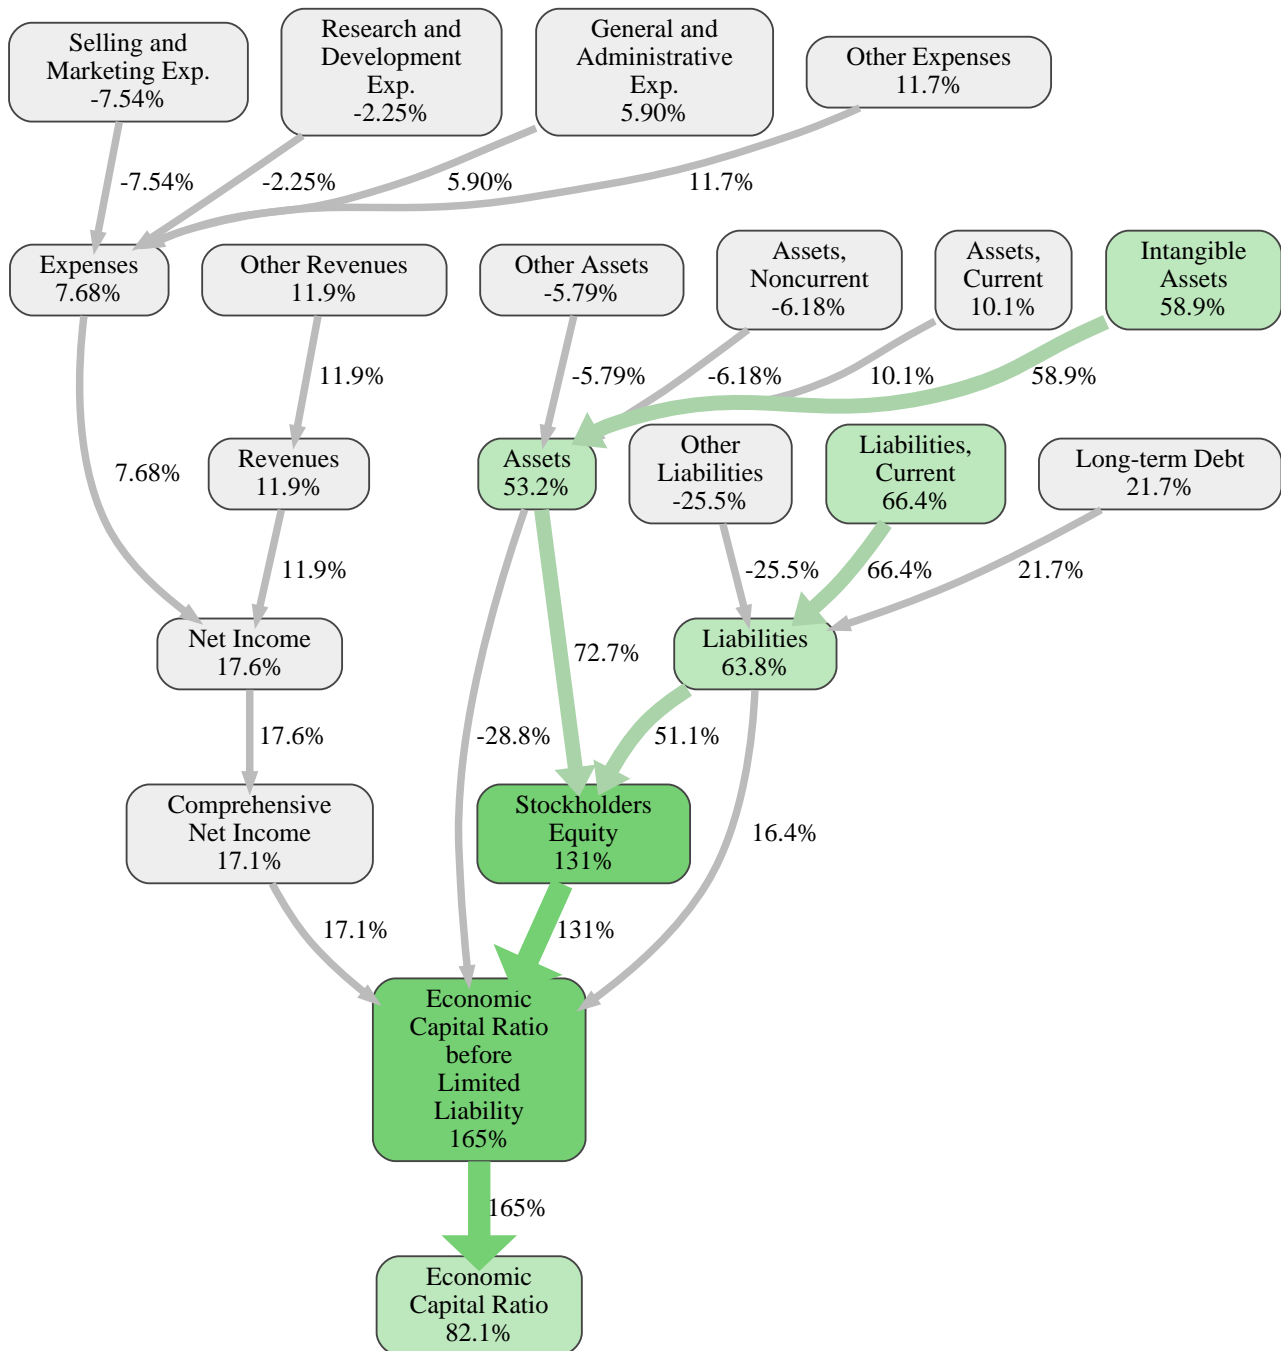 Selling and
Marketing Exp.
-7.54%
Research and
Development
Exp.
-2.25%
General and
Administrative
Exp.
5.90%
Other Expenses
11.7%
-7.54%
-2.25%
5.90%
11.7%
Expenses
7.68%
Other Revenues
11.9%
Other Assets
-5.79%
Assets,
Noncurrent
-6.18%
Assets,
Current
10.1%
Intangible
Assets
58.9%
11.9%
-5.79%
-6.18%
10.1%
58.9%
7.68%
Revenues
11.9%
Assets
53.2%
Other
Liabilities
-25.5%
Liabilities,
Current
66.4%
Long-term Debt
21.7%
11.9%
-25.5%
66.4%
21.7%
Net Income
17.6%
72.7%
Liabilities
63.8%
17.6%
-28.8%
51.1%
16.4%
Comprehensive
Net Income
17.1%
Stockholders
Equity
131%
17.1%
131%
Economic
Capital Ratio
before
Limited
Liability
165%
165%
Economic
Capital Ratio
82.1%